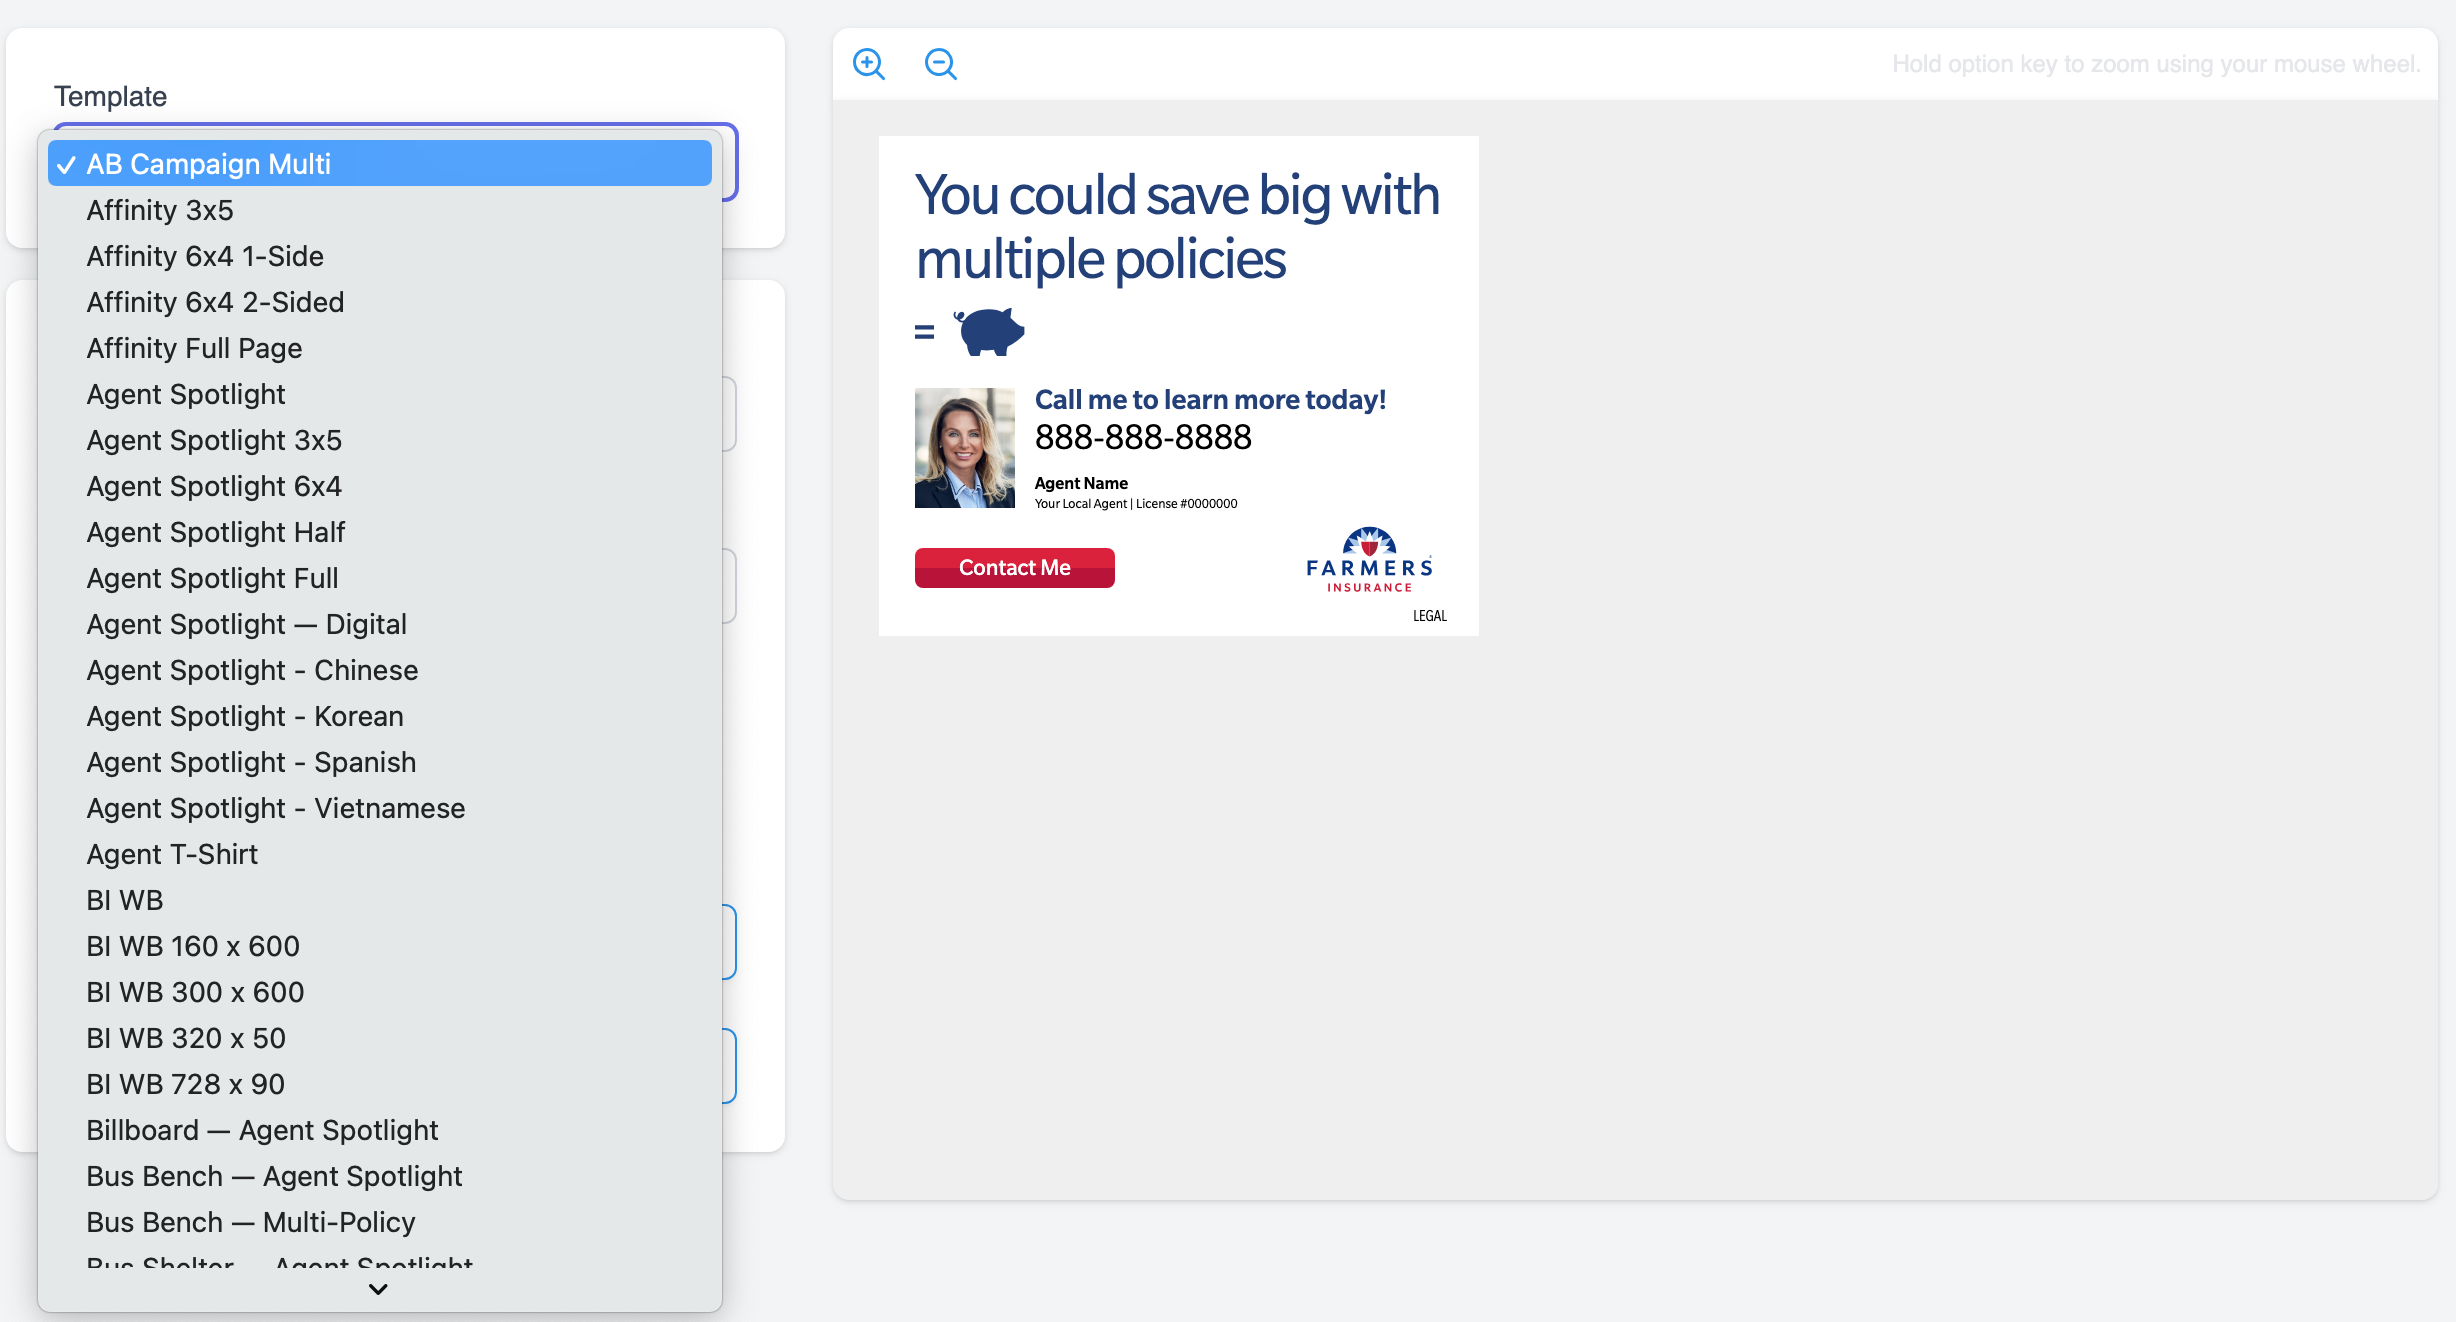 Template
✓ AB Campaign Multi
Affinity 3x5
Affinity 6x4 1-Side
Affinity 6x4 2-Sided
Affinity Full Page
Agent Spotlight
Agent Spotlight 3x5
Agent Spotlight 6x4
Agent Spotlight Half
Agent Spotlight Full
Agent Spotlight — Digital
Agent Spotlight - Chinese
Agent Spotlight - Korean
Agent Spotlight - Spanish
Agent Spotlight - Vietnamese
Agent T-Shirt
BI WB
BI WB 160 x 600
BI WB 300 x 600
BI WB 320 x 50
BI WB 728 x 90
Billboard — Agent Spotlight
Bus Bench — Agent Spotlight
Bus Bench — Multi-Policy
Bus Shelter — Agent Spotlight
Hold option key to zoom using your mouse wheel.
You could save big with
multiple policies
=
Call me to learn more today!
888-888-8888
Agent Name
Your Local Agent | License #0000000
Contact Me
FARMERS
INSURANCE
LEGAL